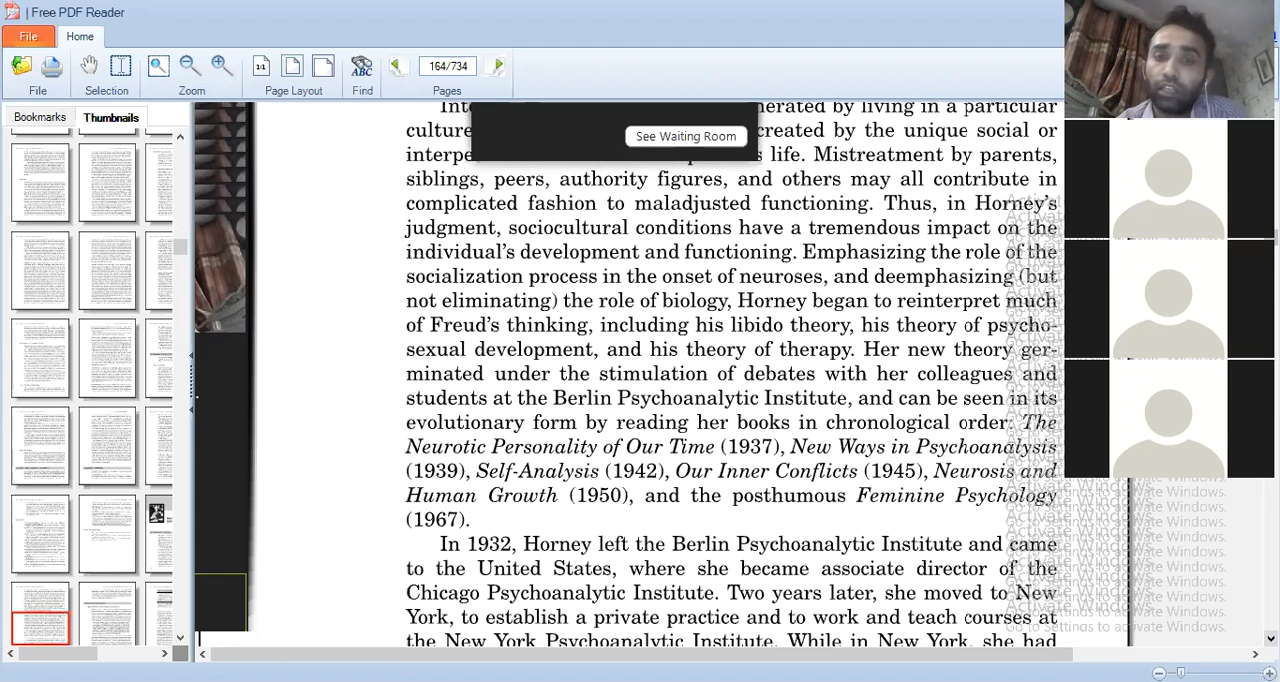 | Free PDF Reader
File
Home
1:1
ABC
164/734
File
Selection
Zoom
Page Layout
Find
Pages
Bookmarks
Thumbnails
See Waiting Room
nerated by living in a particular
culture
created by the unique social or
life. Mistreatment by parents,
siblings, peers, authority figures, and others may all contribute in
complicated fashion to maladjusted functioning. Thus, in Horney's
judgment, sociocultural conditions have a tremendous impact on the
individual's development and functioning. Emphasizing the role of the
socialization process in the onset of neurosis, and deemphasizing (but
not eliminating) the role of biology, Horney began to reinterpret much
of Freud's thinking, including his libido theory, his theory of psycho-
sexual development, and his theory of therapy. Her new theory ger-
minated under the stimulation of debates with her colleagues and
students at the Berlin Psychoanalytic Institute, and can be seen in its
evolutionary form by reading her books in chronological order: The
Neurotic Personality of Our Time (1937), New Ways in Psychoanalysis
(1939), Self-Analysis (1942), Our Inner Conflicts (1945), Neurosis and
Human Growth (1950), and the posthumous Feminine Psychology
(1967).
In 1932, Horney left the Berlin Psychoanalytic Institute and came
to the United States, where she became associate director of the
Chicago Psychoanalytic Institute. Two years later, she moved to New
York, to establish a private practice and to work and teach courses at
the New York Psychoanalytic Institute. While in New York, she had
Go to Settings to activate Windows.